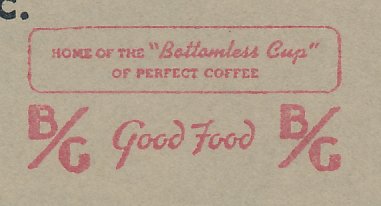 c.
HOME OF THE "Bottomless Cup"
OF PERFECT COFFEE
B/G Good Food B/G